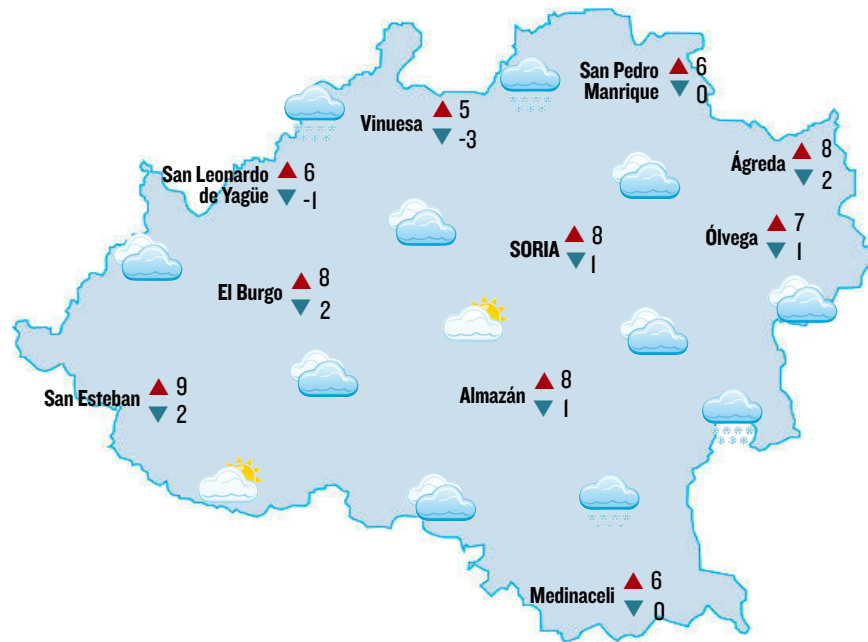 San Pedro 6
Manrique 0
Vinuesa 5
-3
Ágreda 8
2
San Leonardo 6
de Yagüe -1
Ólvega 7
1
SORIA 8
1
El Burgo 8
2
San Esteban 9
2
Almazán 8
1
Medinaceli 6
0